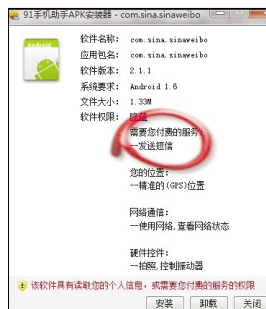 91手机助手APK安装器 - com.sina.sinaweibo
Android
软件名称: com.sina.sinaweibo
应用包名: com.sina.sinaweibo
软件版本: 2.1.1
系统要求: Android 1.6
文件大小: 1.33M
软件权限: 隐藏
需要您付费的服务
--发送短信
您的位置:
--精准的(GPS)位置
网络通信:
--使用网络,查看网络状态
硬件控件:
--拍照,控制振动器
该软件具有读取您的个人信息，或需要您付费的服务的权限
安装 卸载 关闭